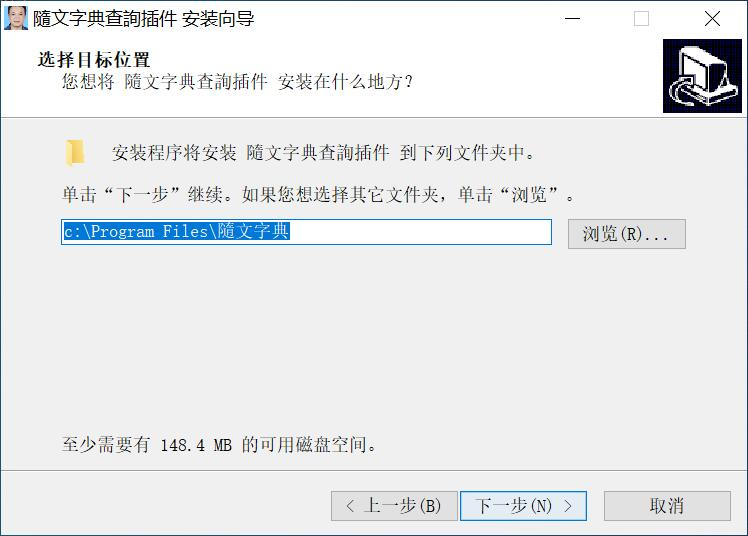 隨文字典查詢插件 安装向导
选择目标位置
您想将 隨文字典查詢插件 安装在什么地方？
安装程序将安装 隨文字典查詢插件 到下列文件夹中。
单击“下一步”继续。如果您想选择其它文件夹，单击“浏览”。
c:\Program Files\隨文字典
浏览(R)...
至少需要有 148.4 MB 的可用磁盘空间。
< 上一步(B)
下一步(N) >
取消